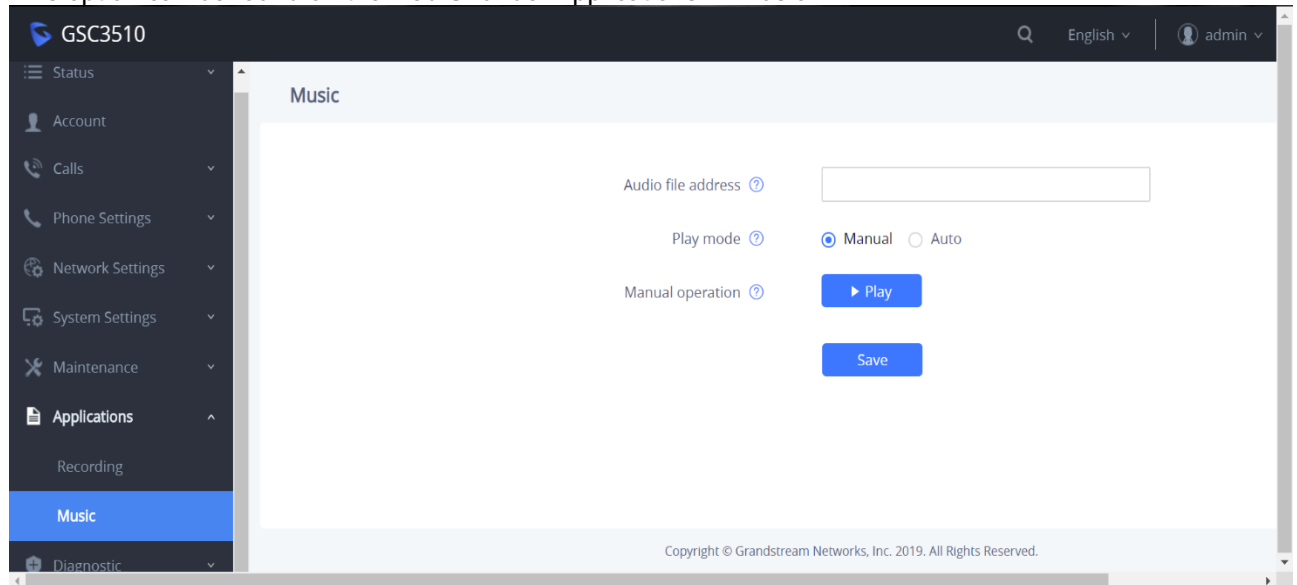 GSC3510
English
admin
Status
Account
Calls
Phone Settings
Network Settings
System Settings
Maintenance
Applications
Recording
Music
Diagnostic
Music
Audio file address
Play mode
Manual
Auto
Manual operation
Play
Save
Copyright © Grandstream Networks, Inc. 2019. All Rights Reserved.